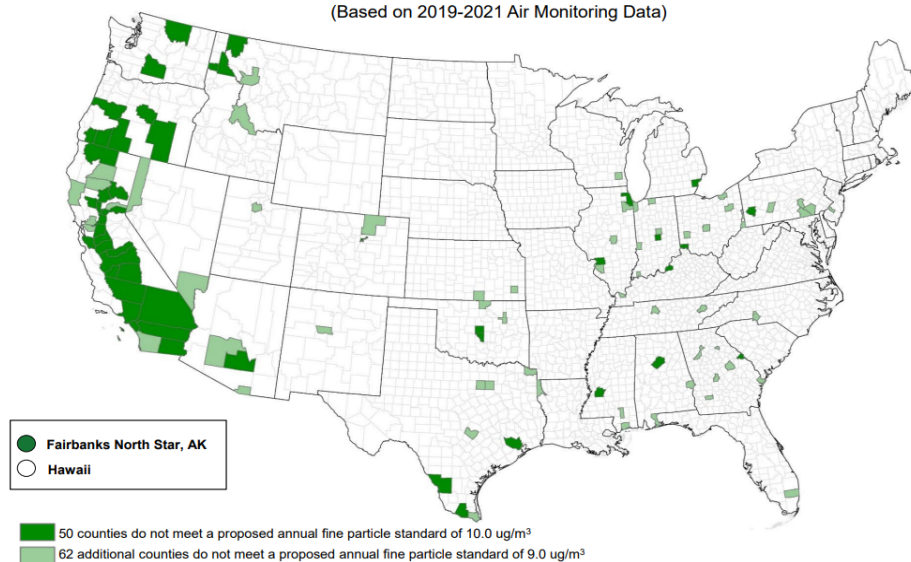 (Based on 2019-2021 Air Monitoring Data)
Fairbanks North Star, AK
Hawaii
50 counties do not meet a proposed annual fine particle standard of 10.0 ug/m³
62 additional counties do not meet a proposed annual fine particle standard of 9.0 ug/m³